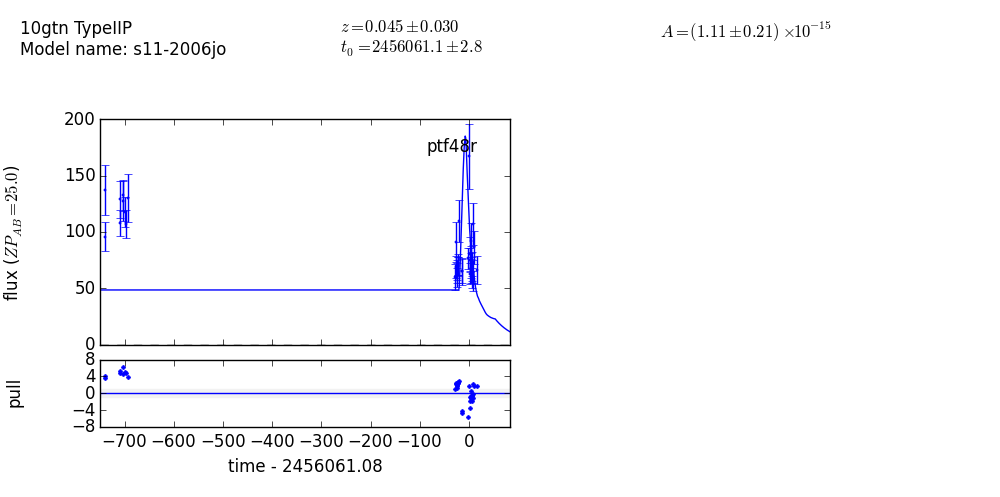 10gtn TypeIIP
Model name: s11-2006jo
z=0.045±0.030
t0=2456061.1±2.8
A=(1.11±0.21)×10^-15
ptf48r
flux (ZP_AB=25.0)
200
150
100
50
0
pull
8
4
0
−4
−8
−700 −600 −500 −400 −300 −200 −100 0
time - 2456061.08